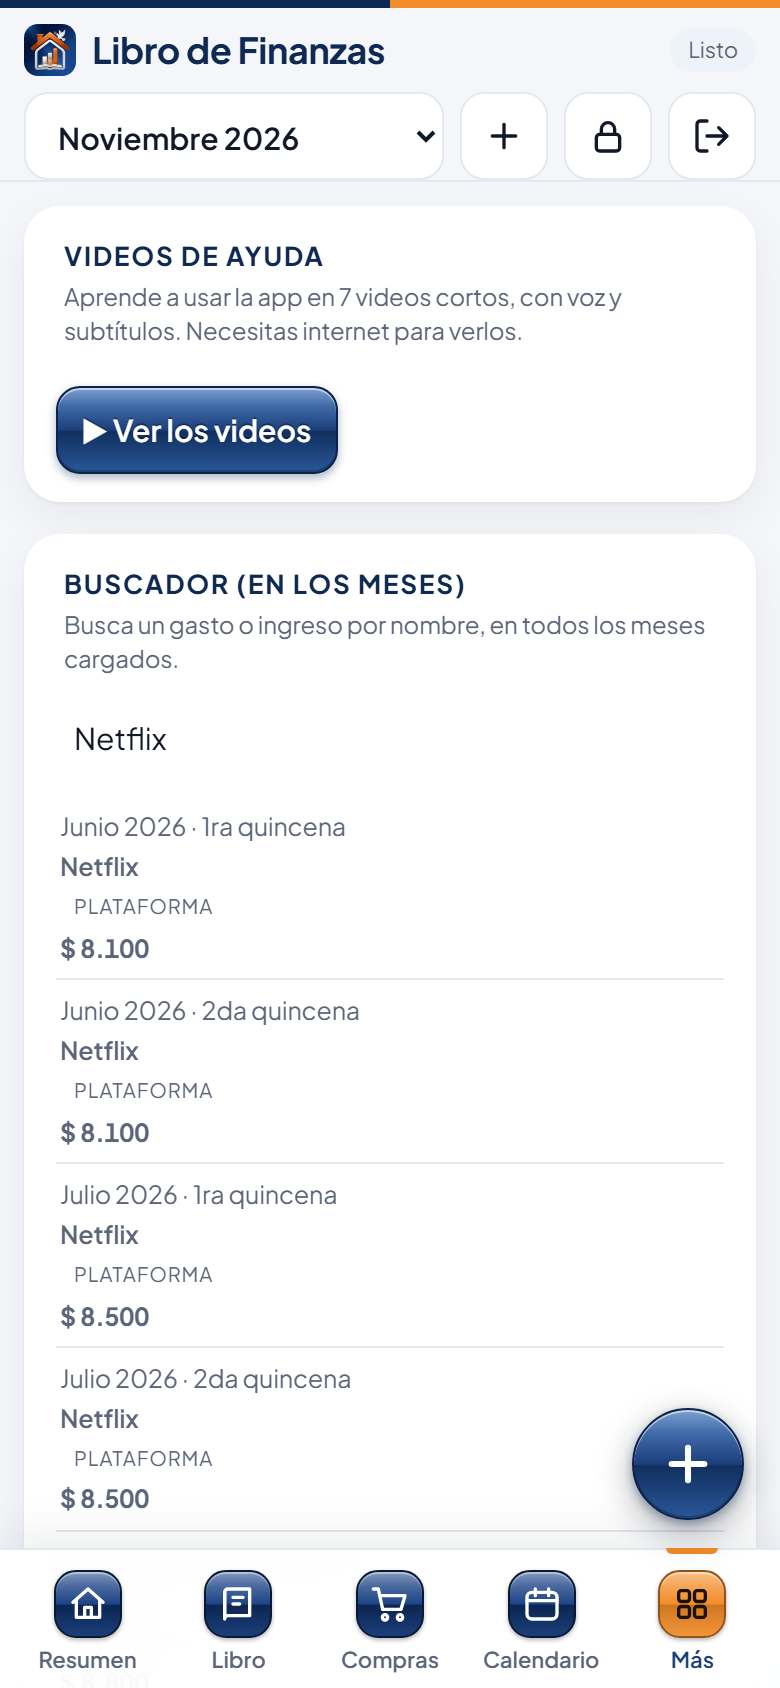 Libro de Finanzas
Listo
Noviembre 2026
VIDEOS DE AYUDA
Aprende a usar la app en 7 videos cortos, con voz y
subtítulos. Necesitas internet para verlos.
▶ Ver los videos
BUSCADOR (EN LOS MESES)
Busca un gasto o ingreso por nombre, en todos los meses
cargados.
Netflix
Junio 2026 · 1ra quincena
Netflix
PLATAFORMA
$ 8.100
Junio 2026 · 2da quincena
Netflix
PLATAFORMA
$ 8.100
Julio 2026 · 1ra quincena
Netflix
PLATAFORMA
$ 8.500
Julio 2026 · 2da quincena
Netflix
PLATAFORMA
$ 8.500
Resumen
Libro
Compras
Calendario
Más